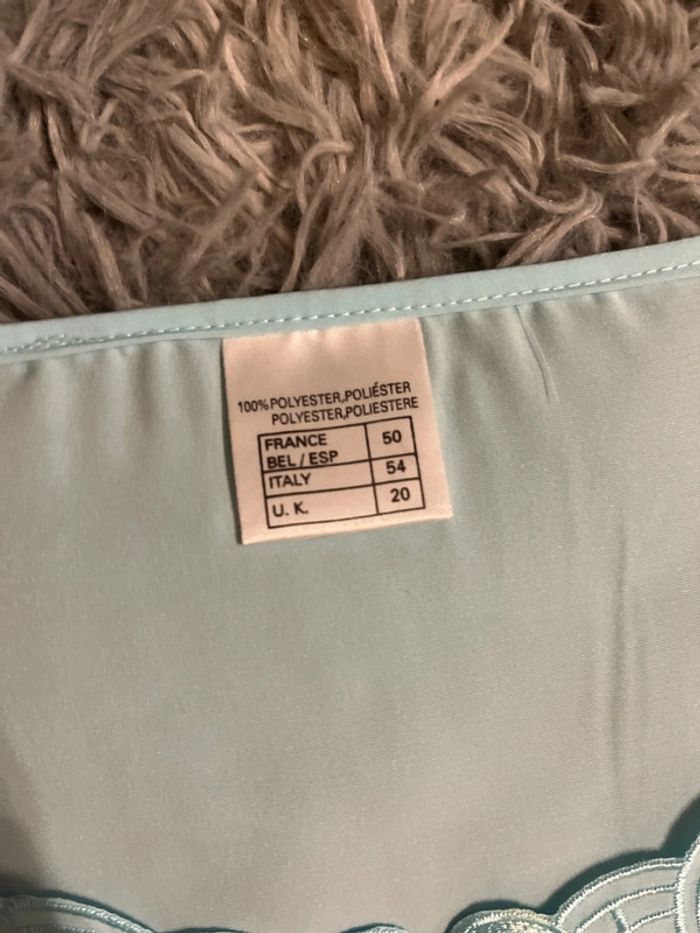 100% POLYESTER, POLIÉSTER
POLYESTER, POLIESTERE
FRANCE 50
BEL / ESP
ITALY 54
U. K. 20